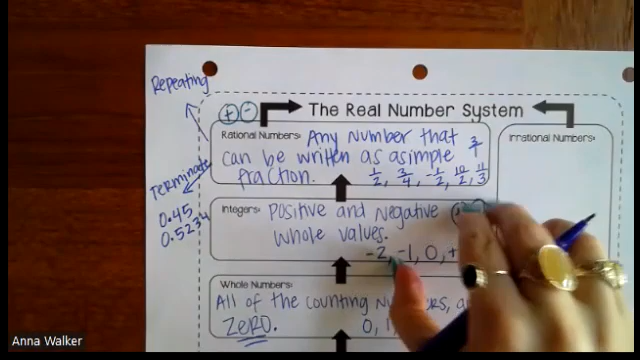 Repeating
+ -
The Real Number System
Rational Numbers: Any number that
can be written as a simple
fraction.
1/2, 3/4, -1/2, 10/2, 11/3
Irrational Numbers:
Terminate
0.45
0.5234
Integers: Positive and negative
whole values.
-2, -1, 0, +
Whole Numbers:
All of the counting numbers,
ZERO.
0, 1
Anna Walker